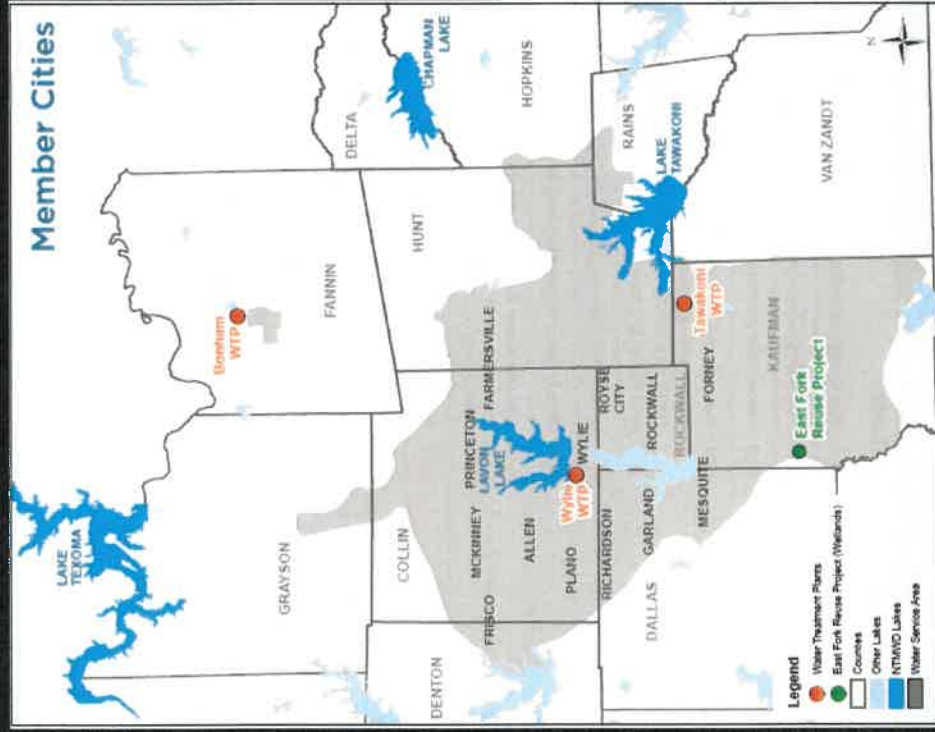 Member Cities
LAKE
TEXOMA
CHAPMAN
LAKE
DELTA
HOPKINS
GRAYSON
FANNIN
Bonham
WTP
HUNT
RAINS
LAKE
TAWAKONI
VAN ZANDT
N
DENTON
COLLIN
FRISCO
MCKINNEY
PRINCETON
FARMERSVILLE
LAVON
LAKE
ALLEN
PLANO
WYLIE
Wylie
WTP
ROYSE
CITY
RICHARDSON
GARLAND
ROCKWALL
ROCKWALL
DALLAS
MESQUITE
FORNEY
Tawakoni
WTP
KAUFMAN
East Fork
Reuse Project
Legend
Water Treatment Plants
East Fork Reuse Project (Wetlands)
Counties
Other Lakes
NTMWD Lakes
Water Service Area